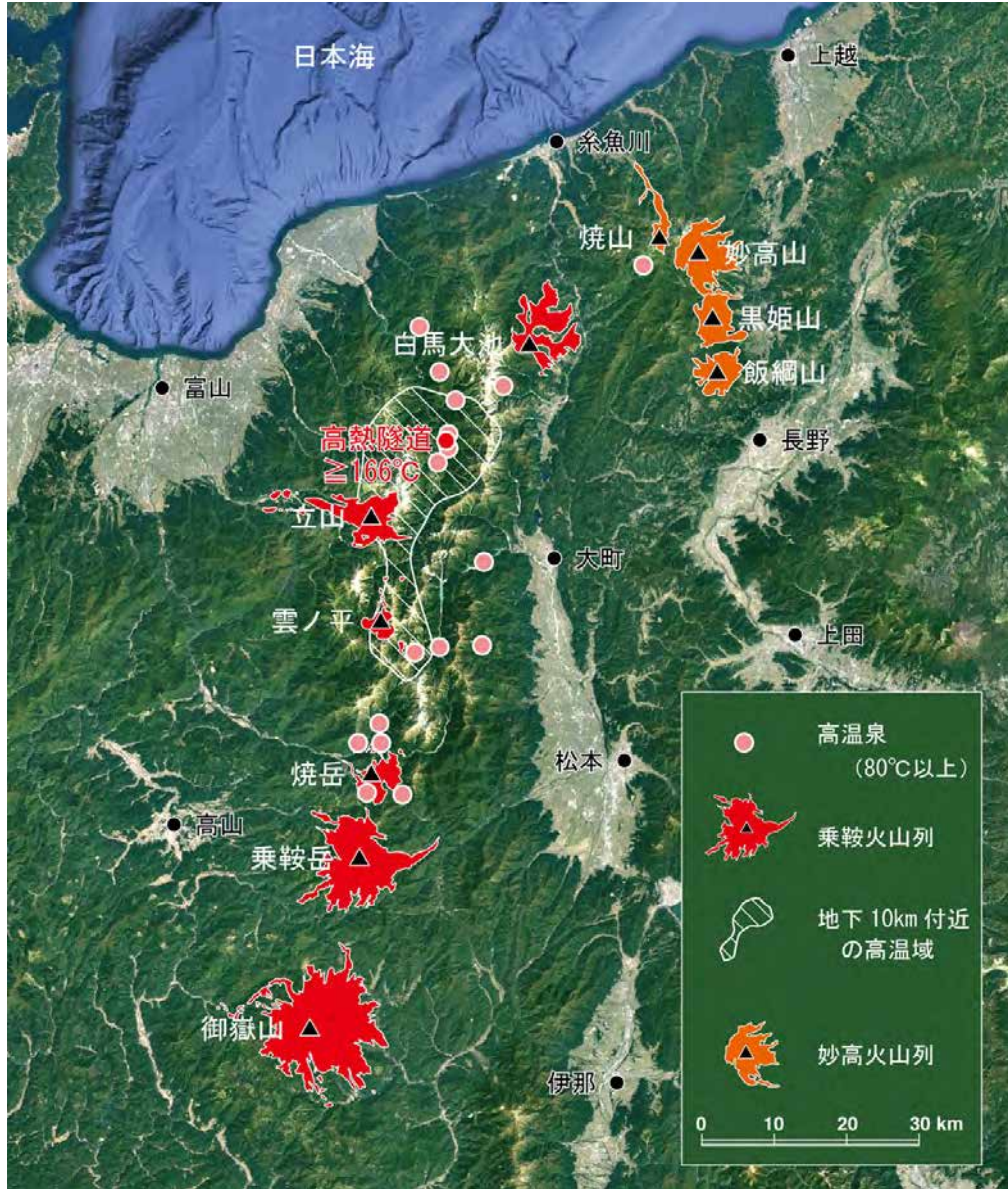 日本海
上越
糸魚川
焼山
妙高山
黒姫山
白馬大池
飯綱山
富山
高熱隧道
≧166℃
長野
立山
大町
雲ノ平
上田
焼岳
松本
高山
乗鞍岳
御嶽山
伊那
高温泉
（80℃以上）
乗鞍火山列
地下10km付近
の高温域
妙高火山列
0 10 20 30 km